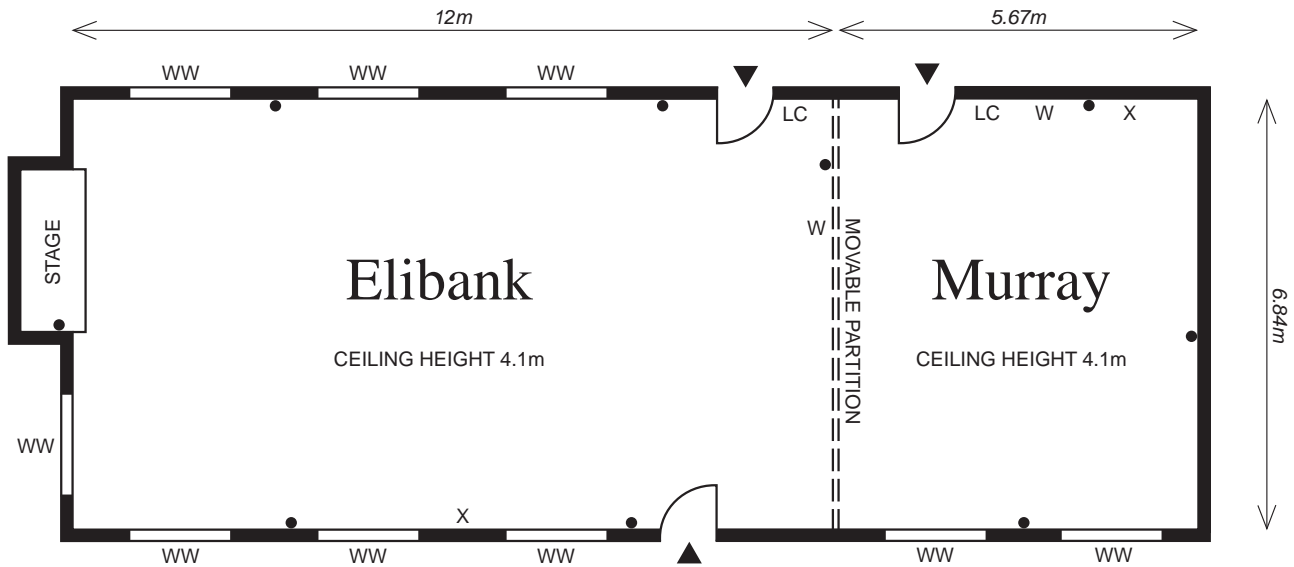 12m
5.67m
WW
WW
WW
LC
LC
W
X
W
STAGE
MOVABLE PARTITION
Elibank
Murray
6.84m
CEILING HEIGHT 4.1m
CEILING HEIGHT 4.1m
WW
X
WW
WW
WW
WW
WW